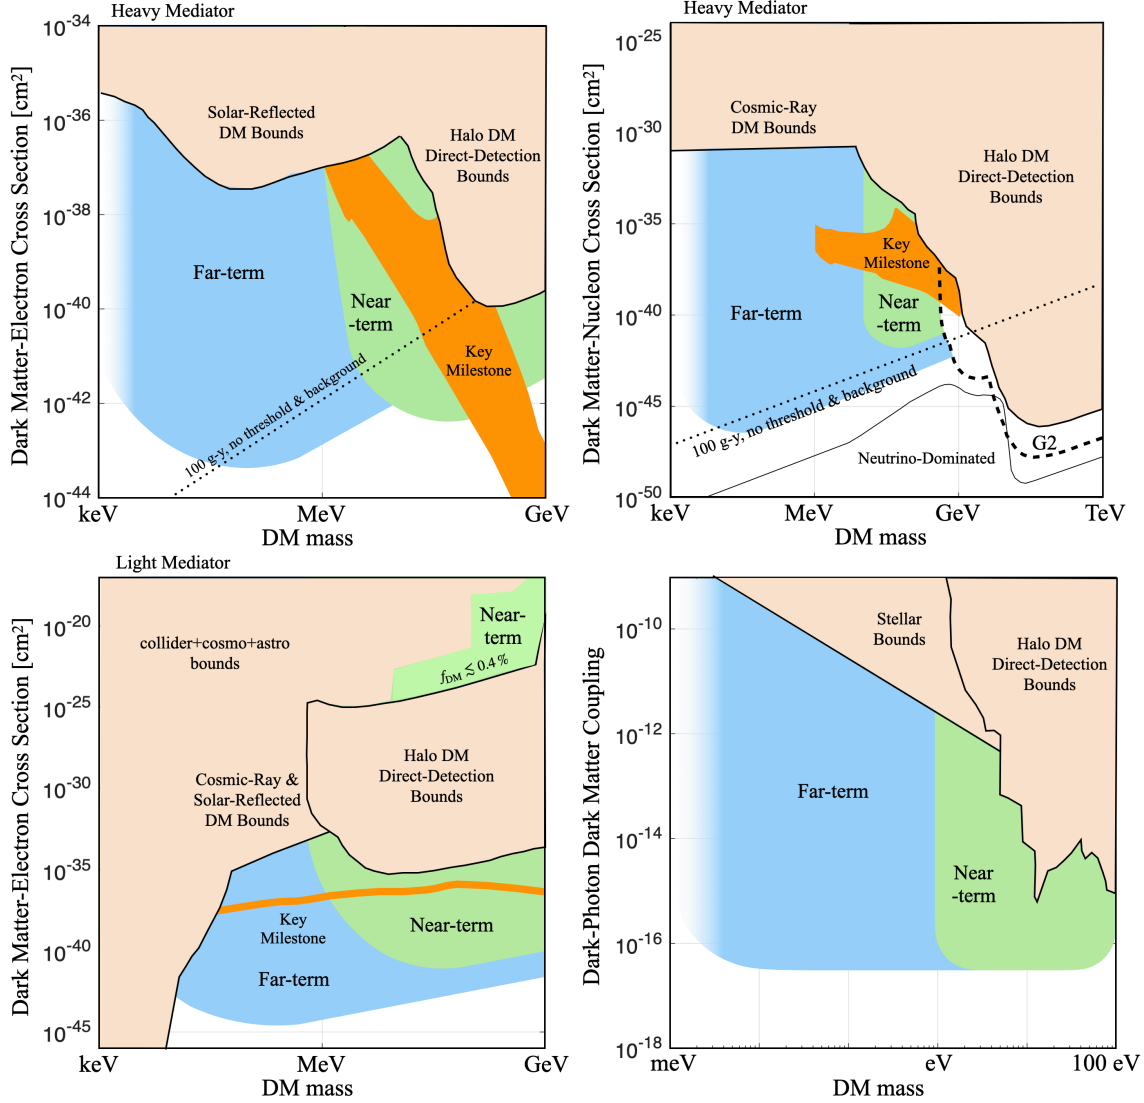 Heavy Mediator
Dark Matter-Electron Cross Section [cm²]
10⁻³⁴
10⁻³⁶
10⁻³⁸
10⁻⁴⁰
10⁻⁴²
10⁻⁴⁴
Solar-Reflected
DM Bounds
Halo DM
Direct-Detection
Bounds
Far-term
Near
-term
Key
Milestone
100 g-y, no threshold & background
keV
MeV
GeV
DM mass
Heavy Mediator
Dark Matter-Nucleon Cross Section [cm²]
10⁻²⁵
10⁻³⁰
10⁻³⁵
10⁻⁴⁰
10⁻⁴⁵
10⁻⁵⁰
Cosmic-Ray
DM Bounds
Halo DM
Direct-Detection
Bounds
Key
Milestone
Far-term
Near
-term
100 g-y, no threshold & background
G2
Neutrino-Dominated
keV
MeV
GeV
TeV
DM mass
Light Mediator
Dark Matter-Electron Cross Section [cm²]
10⁻²⁰
10⁻²⁵
10⁻³⁰
10⁻³⁵
10⁻⁴⁰
10⁻⁴⁵
collider+cosmo+astro
bounds
Near-
term
f_DM ≲ 0.4 %
Halo DM
Direct-Detection
Bounds
Cosmic-Ray &
Solar-Reflected
DM Bounds
Key
Milestone
Near-term
Far-term
keV
MeV
GeV
DM mass
Dark-Photon Dark Matter Coupling
10⁻¹⁰
10⁻¹²
10⁻¹⁴
10⁻¹⁶
10⁻¹⁸
Stellar
Bounds
Halo DM
Direct-Detection
Bounds
Far-term
Near
-term
meV
eV
100 eV
DM mass